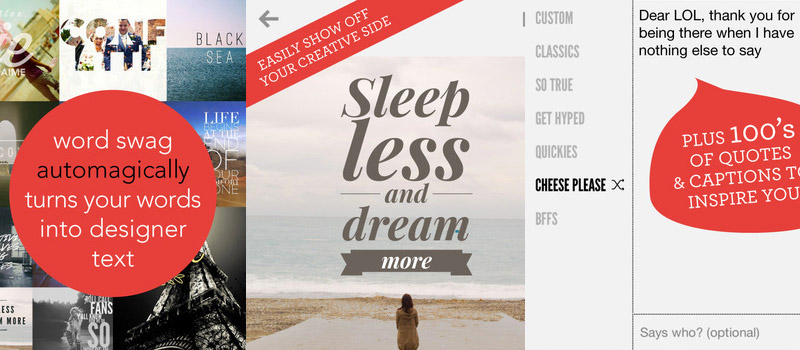 AIME
CONF
BLACK
SEA
LIFE
BEGINS
AT THE
END
OF
YOUR
ONE
word swag
automagically
turns your words
into designer
text
FANS
SO
EASILY SHOW OFF
YOUR CREATIVE SIDE
Sleep
less
and
dream
more
CUSTOM
CLASSICS
SO TRUE
GET HYPED
QUICKIES
CHEESE PLEASE
BFFS
Dear LOL, thank you for
being there when I have
nothing else to say
PLUS 100's
OF QUOTES
& CAPTIONS TO
INSPIRE YOU
Says who? (optional)